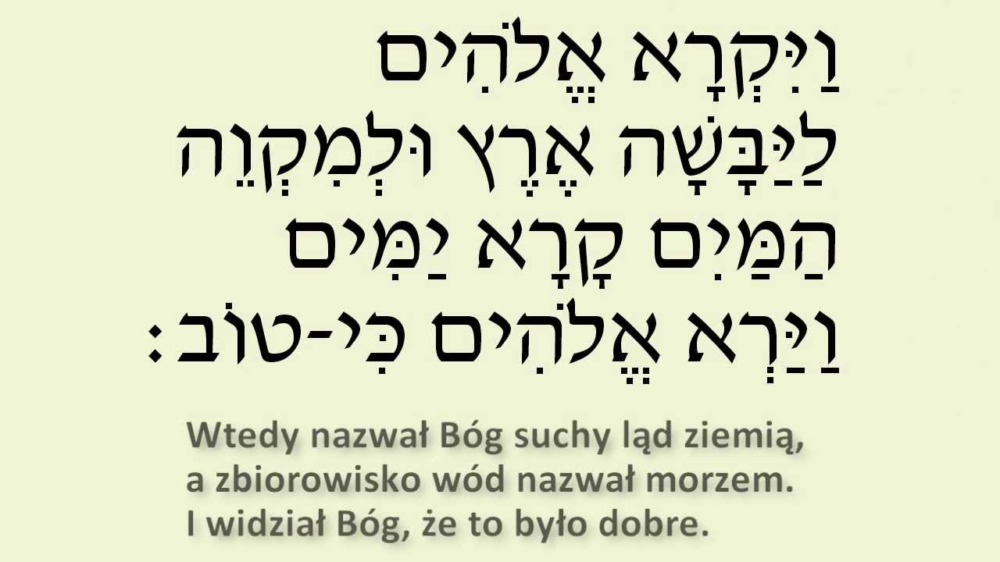 וַיִּקְרָא אֱלֹהִים
לַיַּבָּשָׁה אֶרֶץ וּלְמִקְוֵה
הַמַּיִם קָרָא יַמִּים
וַיַּרְא אֱלֹהִים כִּי-טוֹב:
Wtedy nazwał Bóg suchy ląd ziemią,
a zbiorowisko wód nazwał morzem.
I widział Bóg, że to było dobre.